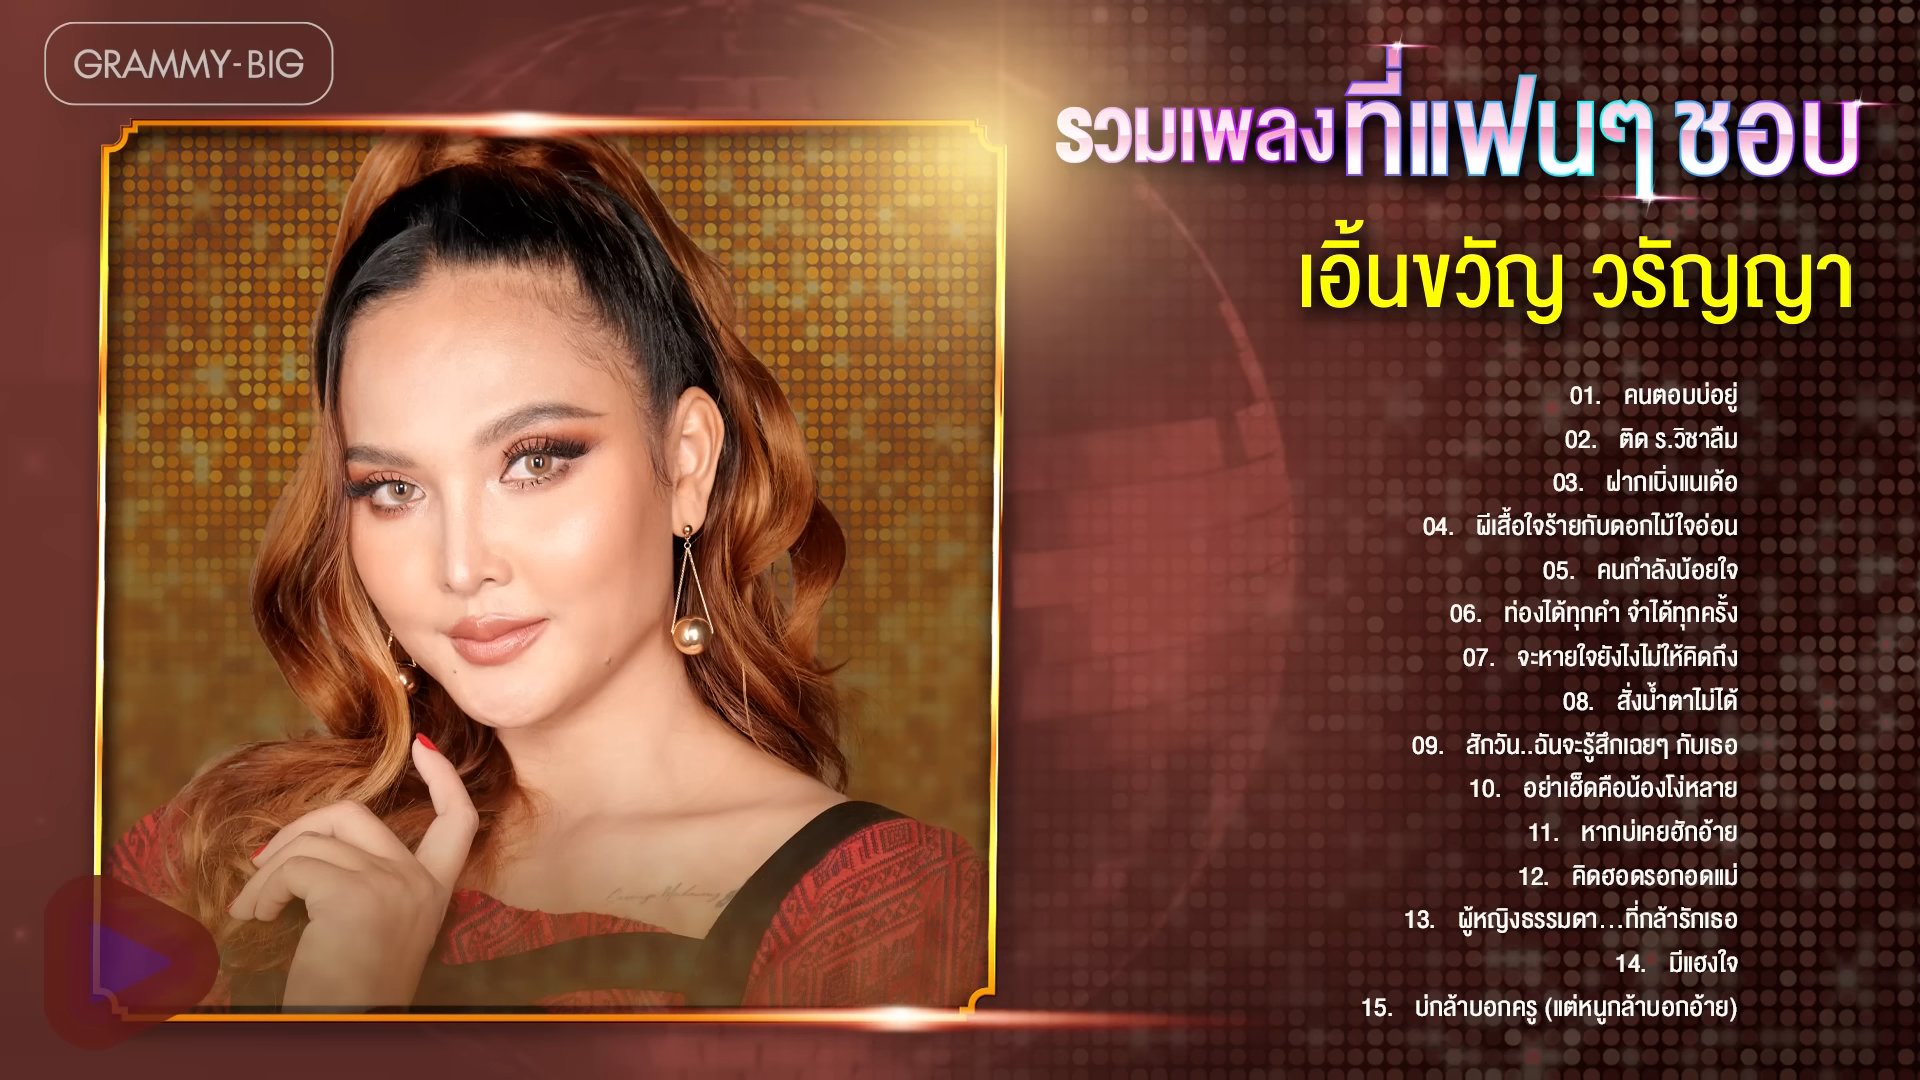 GRAMMY-BIG
รวมเพลงที่แฟนๆ ชอบ
เอิ้นขวัญ วรัญญา
01. คนตอบบ่อยู่
02. ติด ร.วิชาลืม
03. ฝากเบิ่งแนเด้อ
04. ผีเสื้อใจร้ายกับดอกไม้ใจอ่อน
05. คนกำลังน้อยใจ
06. ท่องได้ทุกคำ จำได้ทุกครั้ง
07. จะหายใจยังไงไม่ให้คิดถึง
08. สั่งน้ำตาไม่ได้
09. สักวัน..ฉันจะรู้สึกเฉยๆ กับเธอ
10. อย่าเฮ็ดคือน้องโง่หลาย
11. หากบ่เคยฮักอ้าย
12. คิดฮอดรอกอดแม่
13. ผู้หญิงธรรมดา...ที่กล้ารักเธอ
14. มีแฮงใจ
15. บ่กล้าบอกครู (แต่หนูกล้าบอกอ้าย)